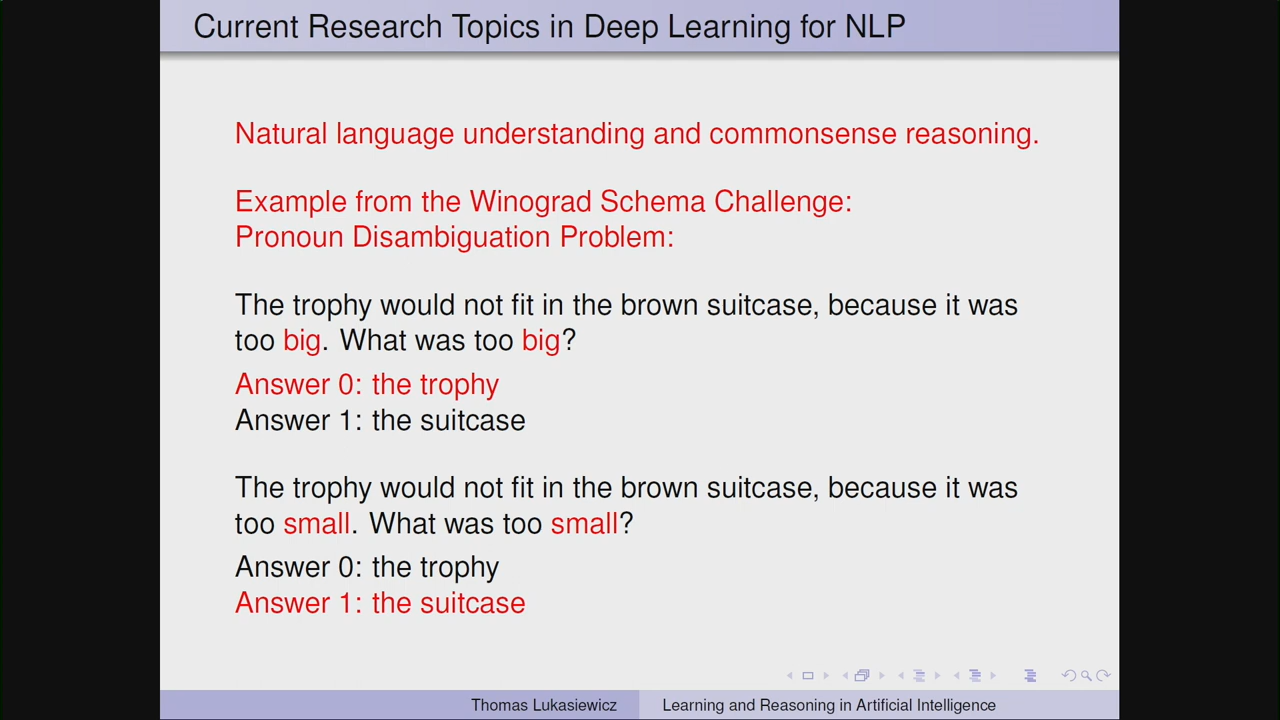 Current Research Topics in Deep Learning for NLP
Natural language understanding and commonsense reasoning.
Example from the Winograd Schema Challenge:
Pronoun Disambiguation Problem:
The trophy would not fit in the brown suitcase, because it was
too big. What was too big?
Answer 0: the trophy
Answer 1: the suitcase
The trophy would not fit in the brown suitcase, because it was
too small. What was too small?
Answer 0: the trophy
Answer 1: the suitcase
Thomas Lukasiewicz
Learning and Reasoning in Artificial Intelligence